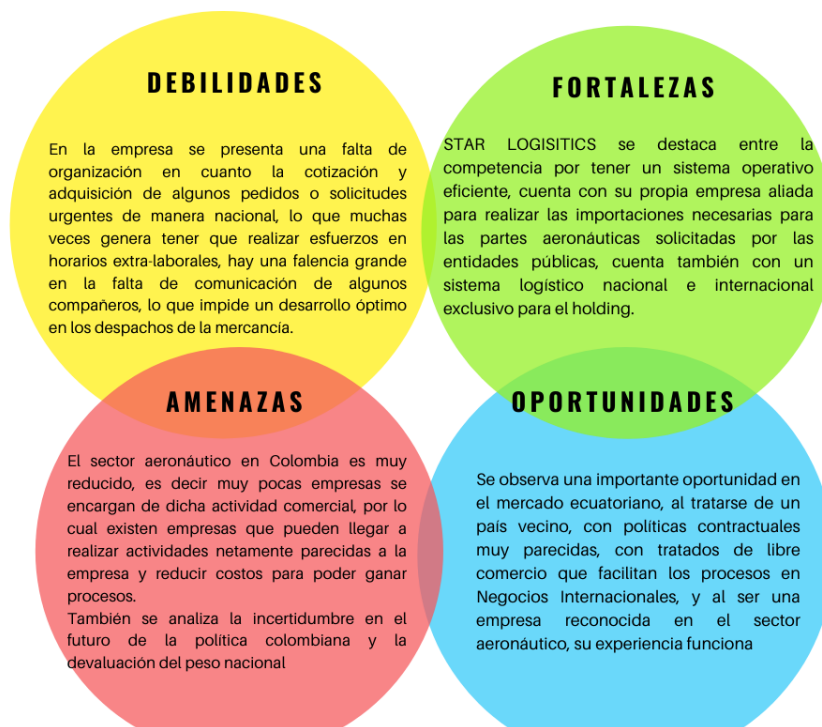 DEBILIDADES
En la empresa se presenta una falta de
organización en cuanto la cotización y
adquisición de algunos pedidos o solicitudes
urgentes de manera nacional, lo que muchas
veces genera tener que realizar esfuerzos en
horarios extra-laborales, hay una falencia grande
en la falta de comunicación de algunos
compañeros, lo que impide un desarrollo óptimo
en los despachos de la mercancía.
FORTALEZAS
STAR LOGISITICS se destaca entre la
competencia por tener un sistema operativo
eficiente, cuenta con su propia empresa aliada
para realizar las importaciones necesarias para
las partes aeronáuticas solicitadas por las
entidades públicas, cuenta también con un
sistema logístico nacional e internacional
exclusivo para el holding.
AMENAZAS
El sector aeronáutico en Colombia es muy
reducido, es decir muy pocas empresas se
encargan de dicha actividad comercial, por lo
cual existen empresas que pueden llegar a
realizar actividades netamente parecidas a la
empresa y reducir costos para poder ganar
procesos.
También se analiza la incertidumbre en el
futuro de la política colombiana y la
devaluación del peso nacional
OPORTUNIDADES
Se observa una importante oportunidad en
el mercado ecuatoriano, al tratarse de un
país vecino, con políticas contractuales
muy parecidas, con tratados de libre
comercio que facilitan los procesos en
Negocios Internacionales, y al ser una
empresa reconocida en el sector
aeronáutico, su experiencia funciona